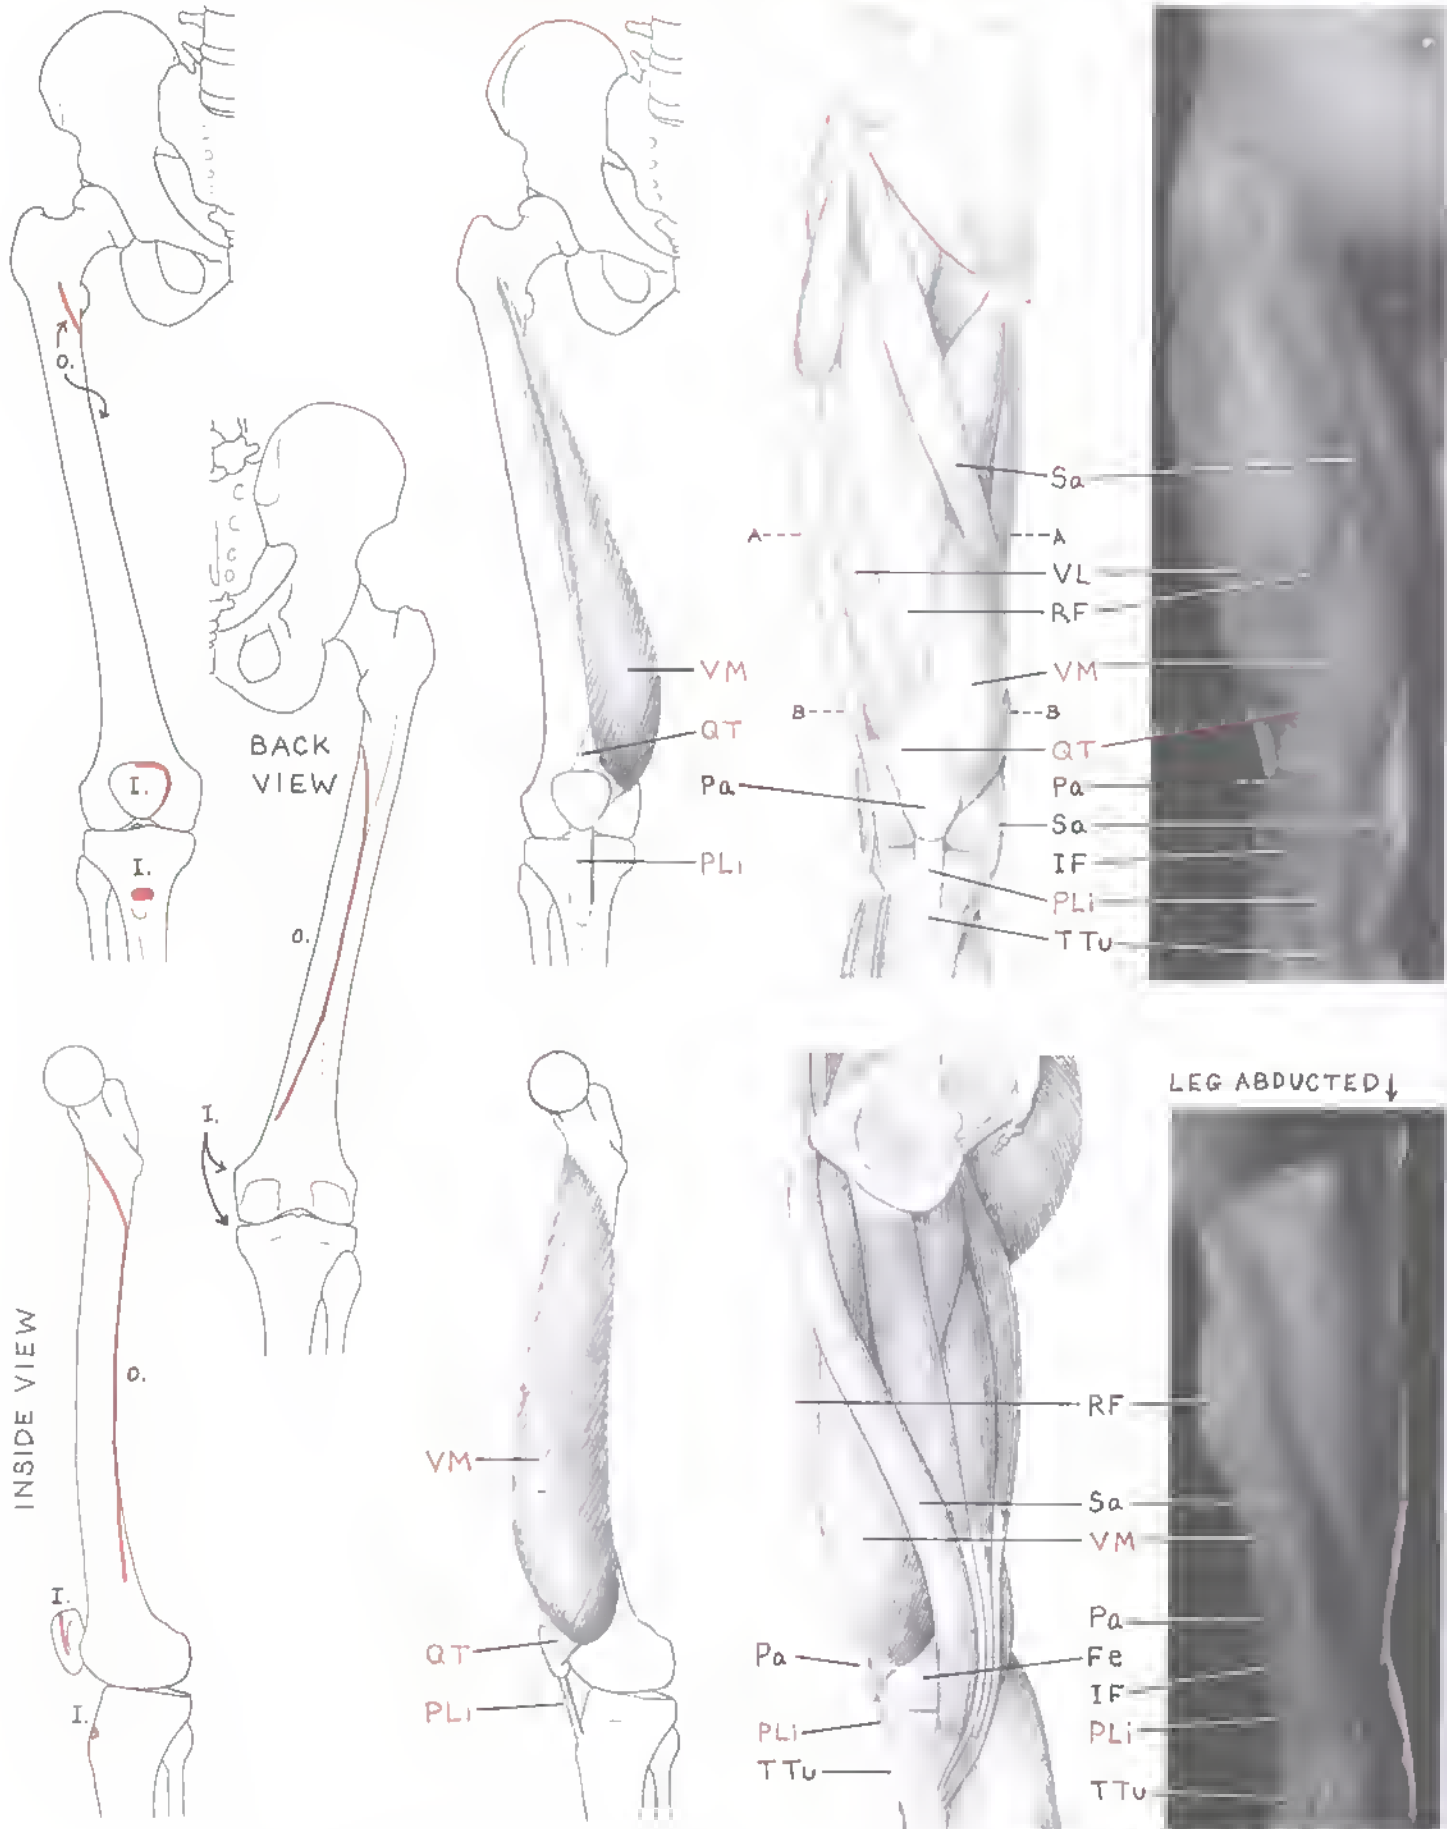 O.
Sa
A
A
VL
RF
VM
VM
B
B
QT
QT
BACK
VIEW
I.
Pa
Pa
Sa
I.
IF
PLi
PLi
O.
TTu
LEG ABDUCTED↓
I.
INSIDE VIEW
O.
RF
VM
Sa
VM
I.
Pa
QT
Pa
Fe
IF
I.
PLi
PLi
PLi
TTu
TTu